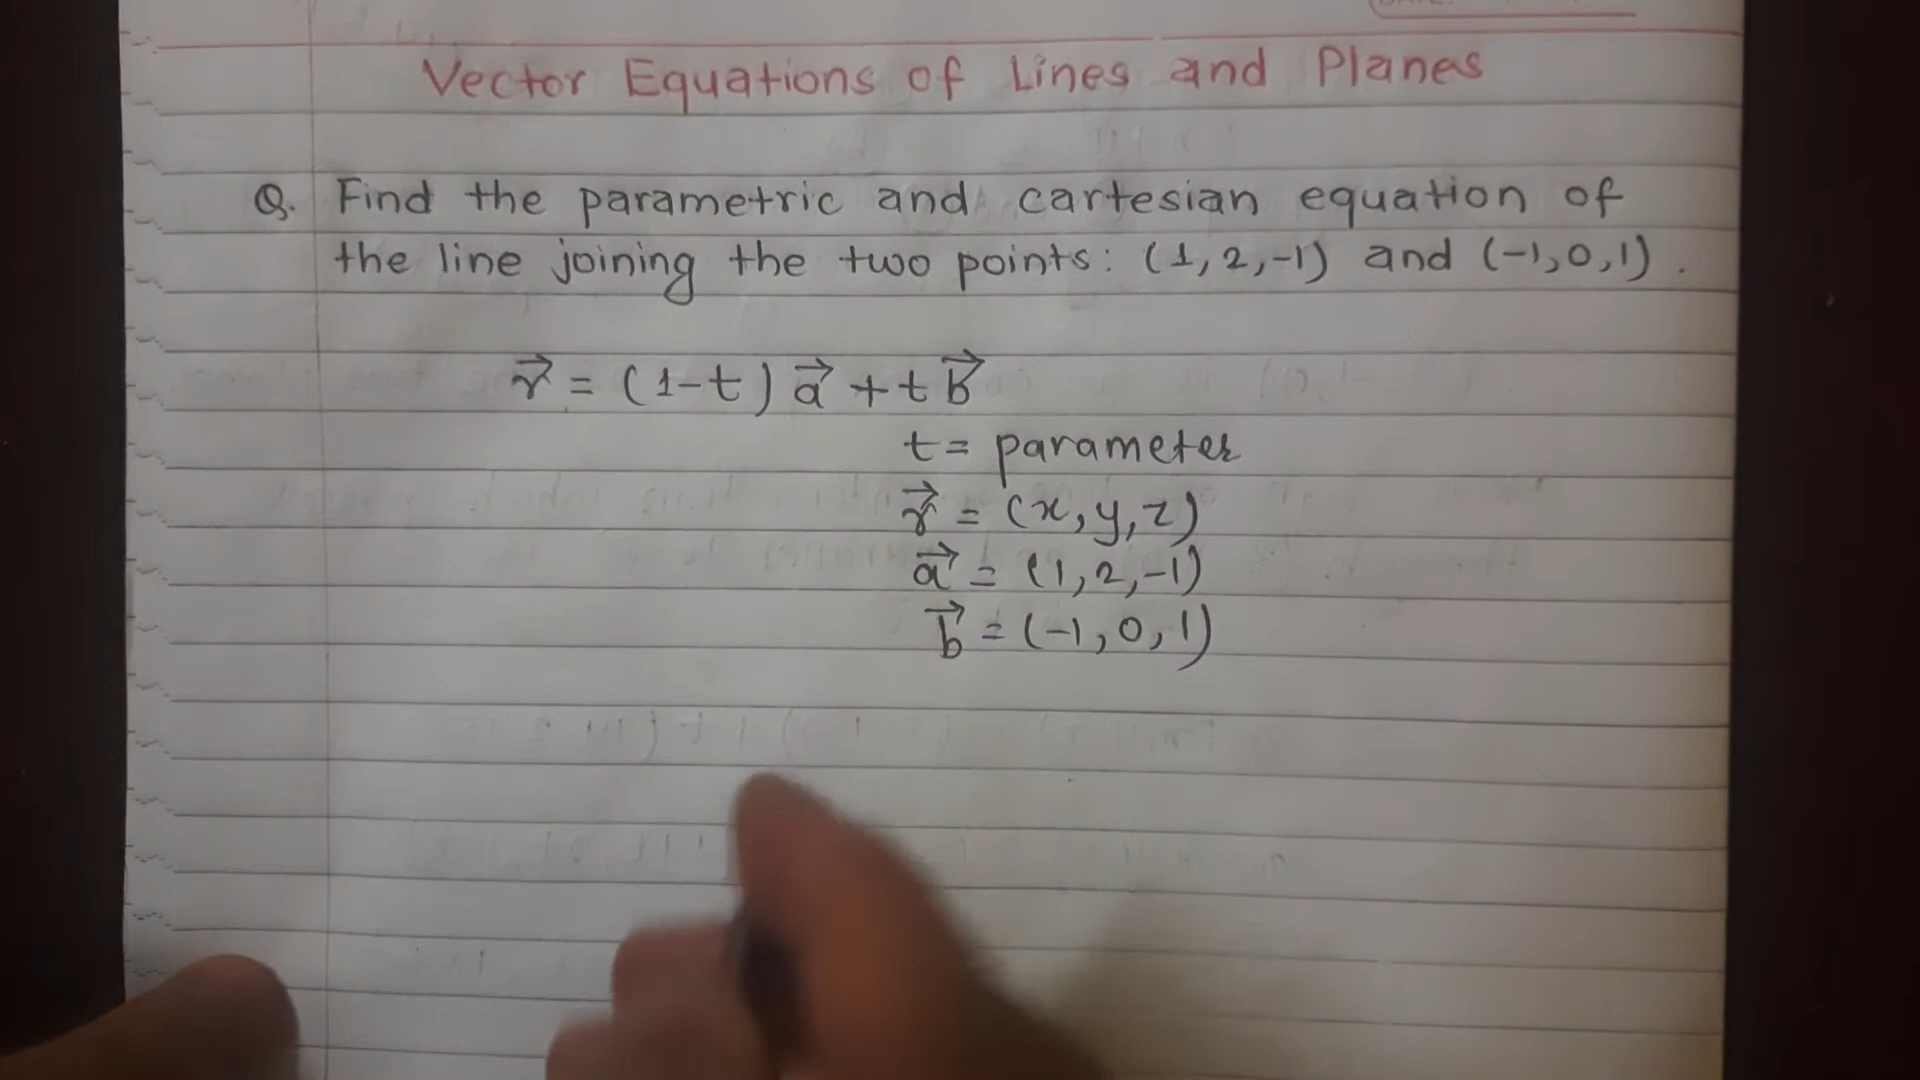 Vector Equations of Lines and Planes
Q. Find the parametric and cartesian equation of
the line joining the two points: (1, 2, -1) and (-1, 0, 1).
r⃗ = (1-t) a⃗ + t b⃗
t = parameter
r⃗ = (x, y, z)
a⃗ = (1, 2, -1)
b⃗ = (-1, 0, 1)